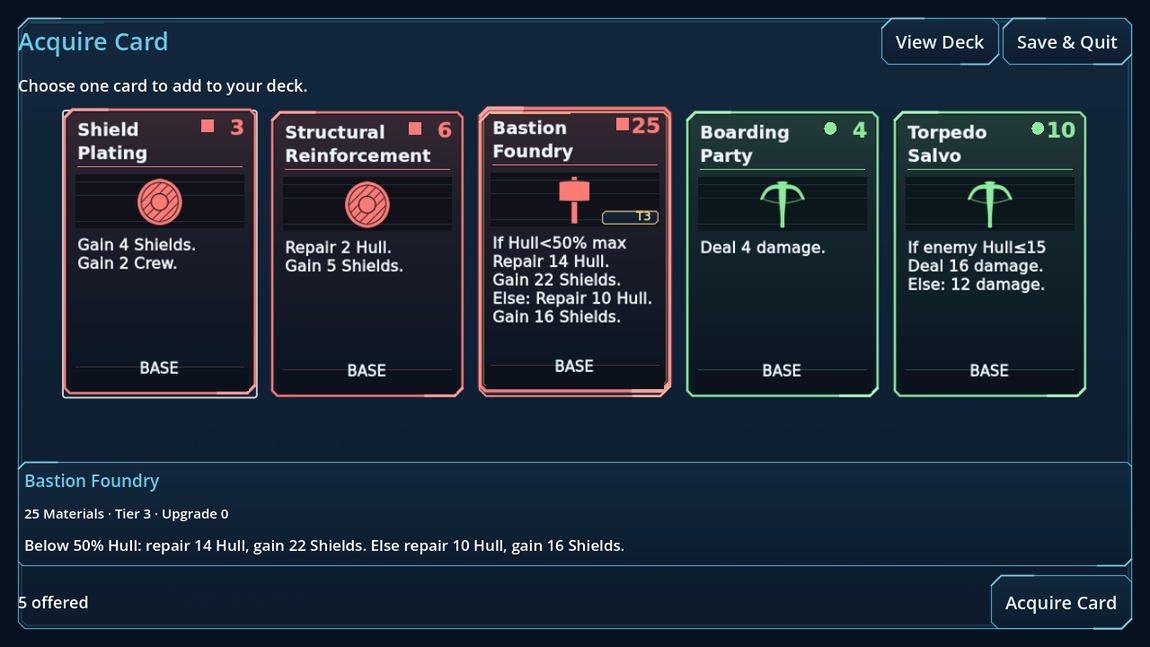 Acquire Card
View Deck
Save & Quit
Choose one card to add to your deck.
Shield
Plating
3
Gain 4 Shields.
Gain 2 Crew.
BASE
Structural
Reinforcement
6
Repair 2 Hull.
Gain 5 Shields.
BASE
Bastion
Foundry
25
T3
If Hull<50% max
Repair 14 Hull.
Gain 22 Shields.
Else: Repair 10 Hull.
Gain 16 Shields.
BASE
Boarding
Party
4
Deal 4 damage.
BASE
Torpedo
Salvo
10
If enemy Hull≤15
Deal 16 damage.
Else: 12 damage.
BASE
Bastion Foundry
25 Materials · Tier 3 · Upgrade 0
Below 50% Hull: repair 14 Hull, gain 22 Shields. Else repair 10 Hull, gain 16 Shields.
5 offered
Acquire Card